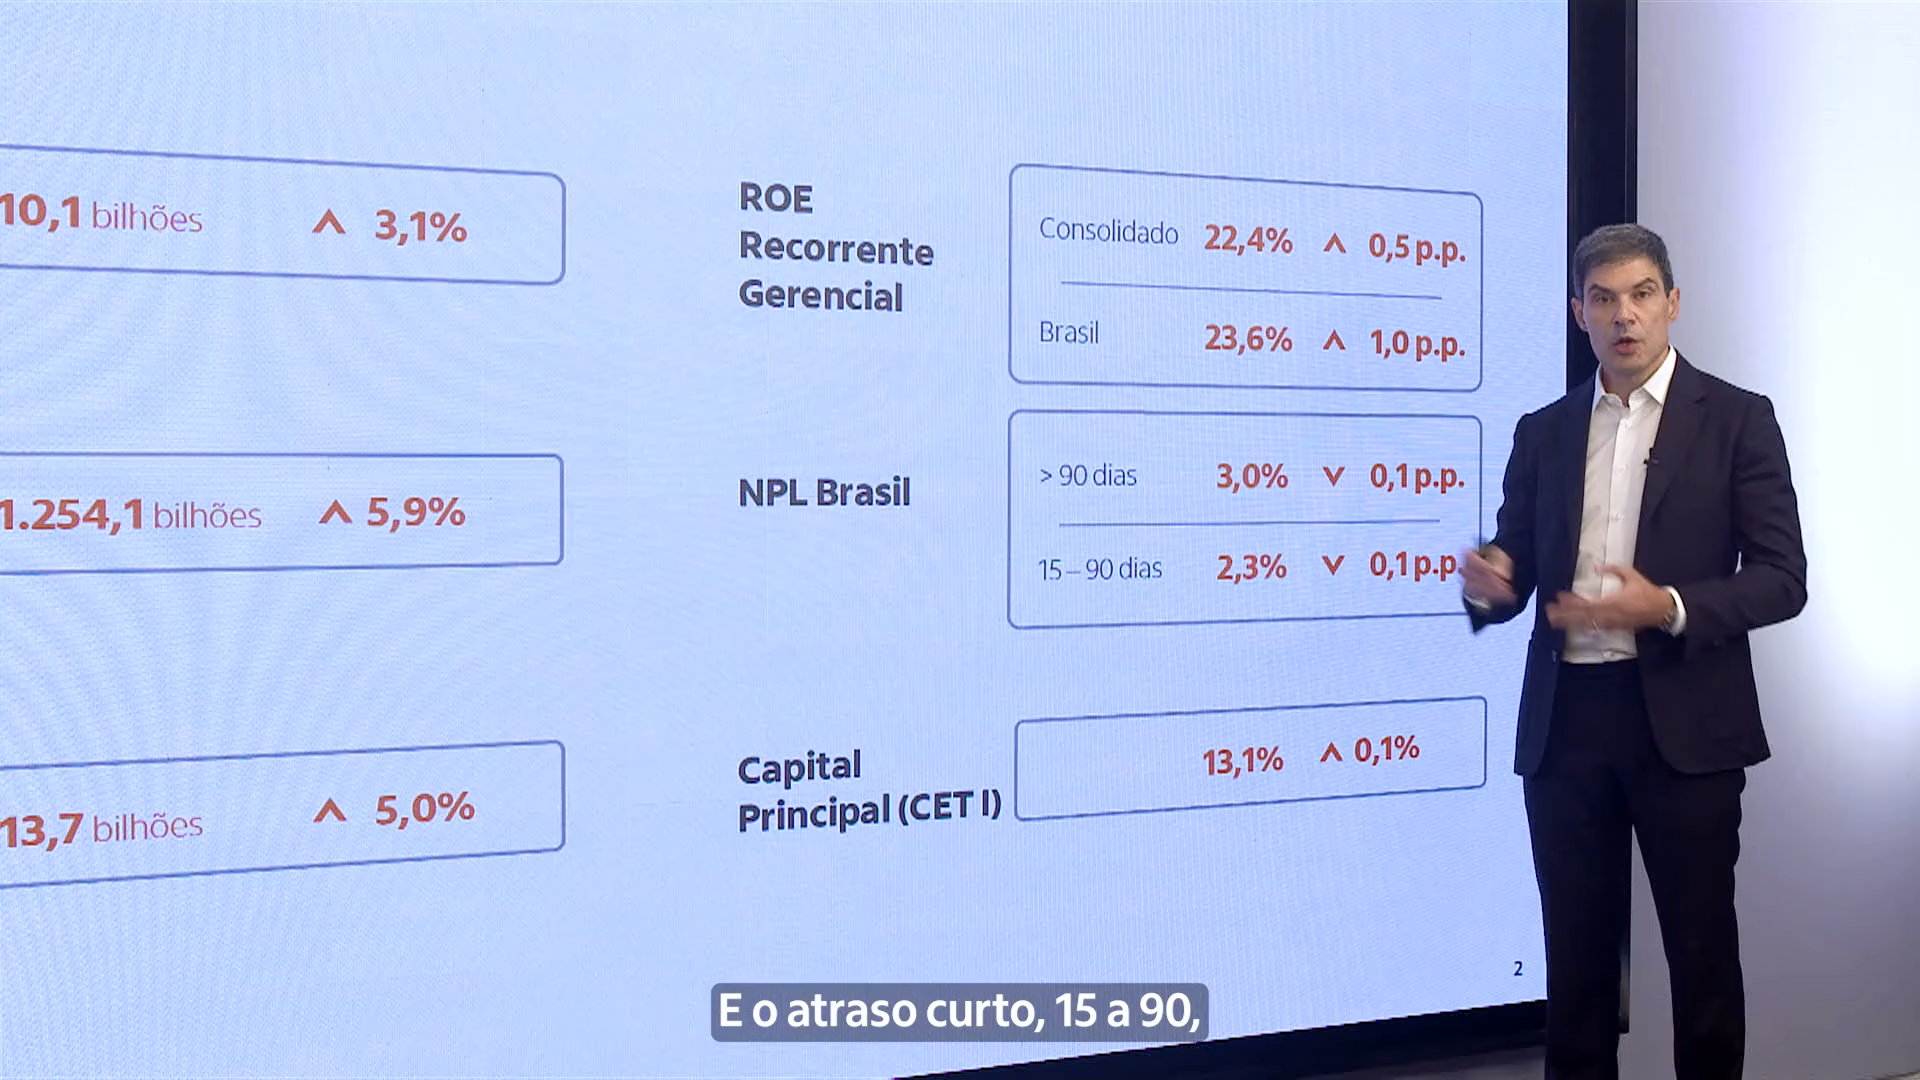 10,1 bilhões ∧ 3,1%
1.254,1 bilhões ∧ 5,9%
13,7 bilhões ∧ 5,0%
ROE
Recorrente
Gerencial
Consolidado 22,4% ∧ 0,5 p.p.
Brasil 23,6% ∧ 1,0 p.p.
NPL Brasil
> 90 dias 3,0% ∨ 0,1 p.p.
15 – 90 dias 2,3% ∨ 0,1 p.p.
Capital
Principal (CET I)
13,1% ∧ 0,1%
2
E o atraso curto, 15 a 90,